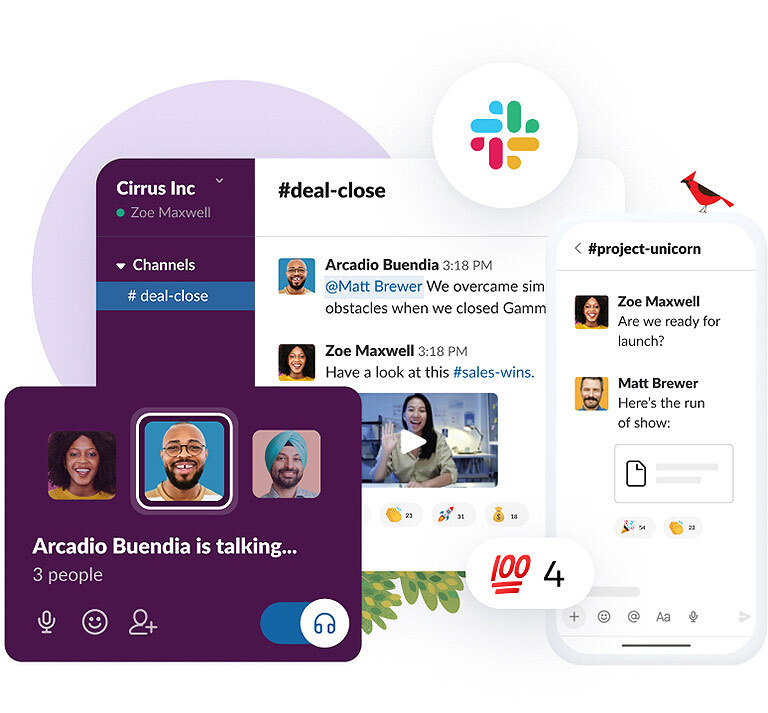 Cirrus Inc
Zoe Maxwell
Channels
# deal-close
#deal-close
Arcadio Buendia 3:18 PM
@Matt Brewer We overcame sim
obstacles when we closed Gamm
Zoe Maxwell 3:18 PM
Have a look at this #sales-wins.
23 31 18
Arcadio Buendia is talking...
3 people
100 4
#project-unicorn
Zoe Maxwell
Are we ready for
launch?
Matt Brewer
Here's the run
of show:
54 23
+ @ Aa